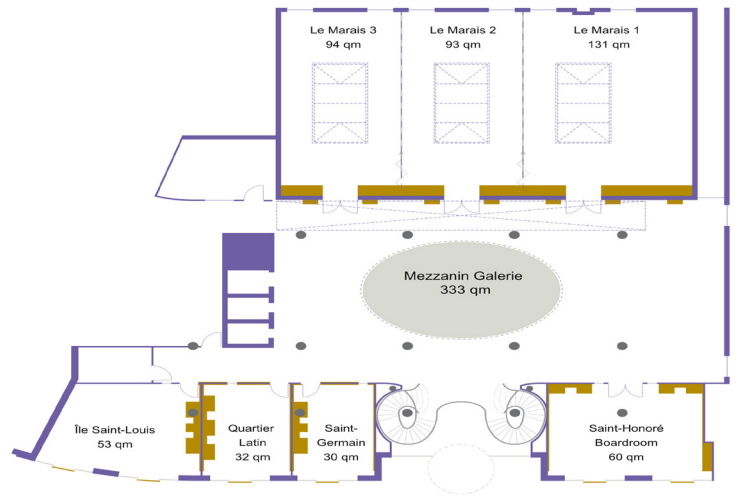 Le Marais 3
94 qm
Le Marais 2
93 qm
Le Marais 1
131 qm
Mezzanin Galerie
333 qm
Île Saint-Louis
53 qm
Quartier
Latin
32 qm
Saint-
Germain
30 qm
Saint-Honoré
Boardroom
60 qm